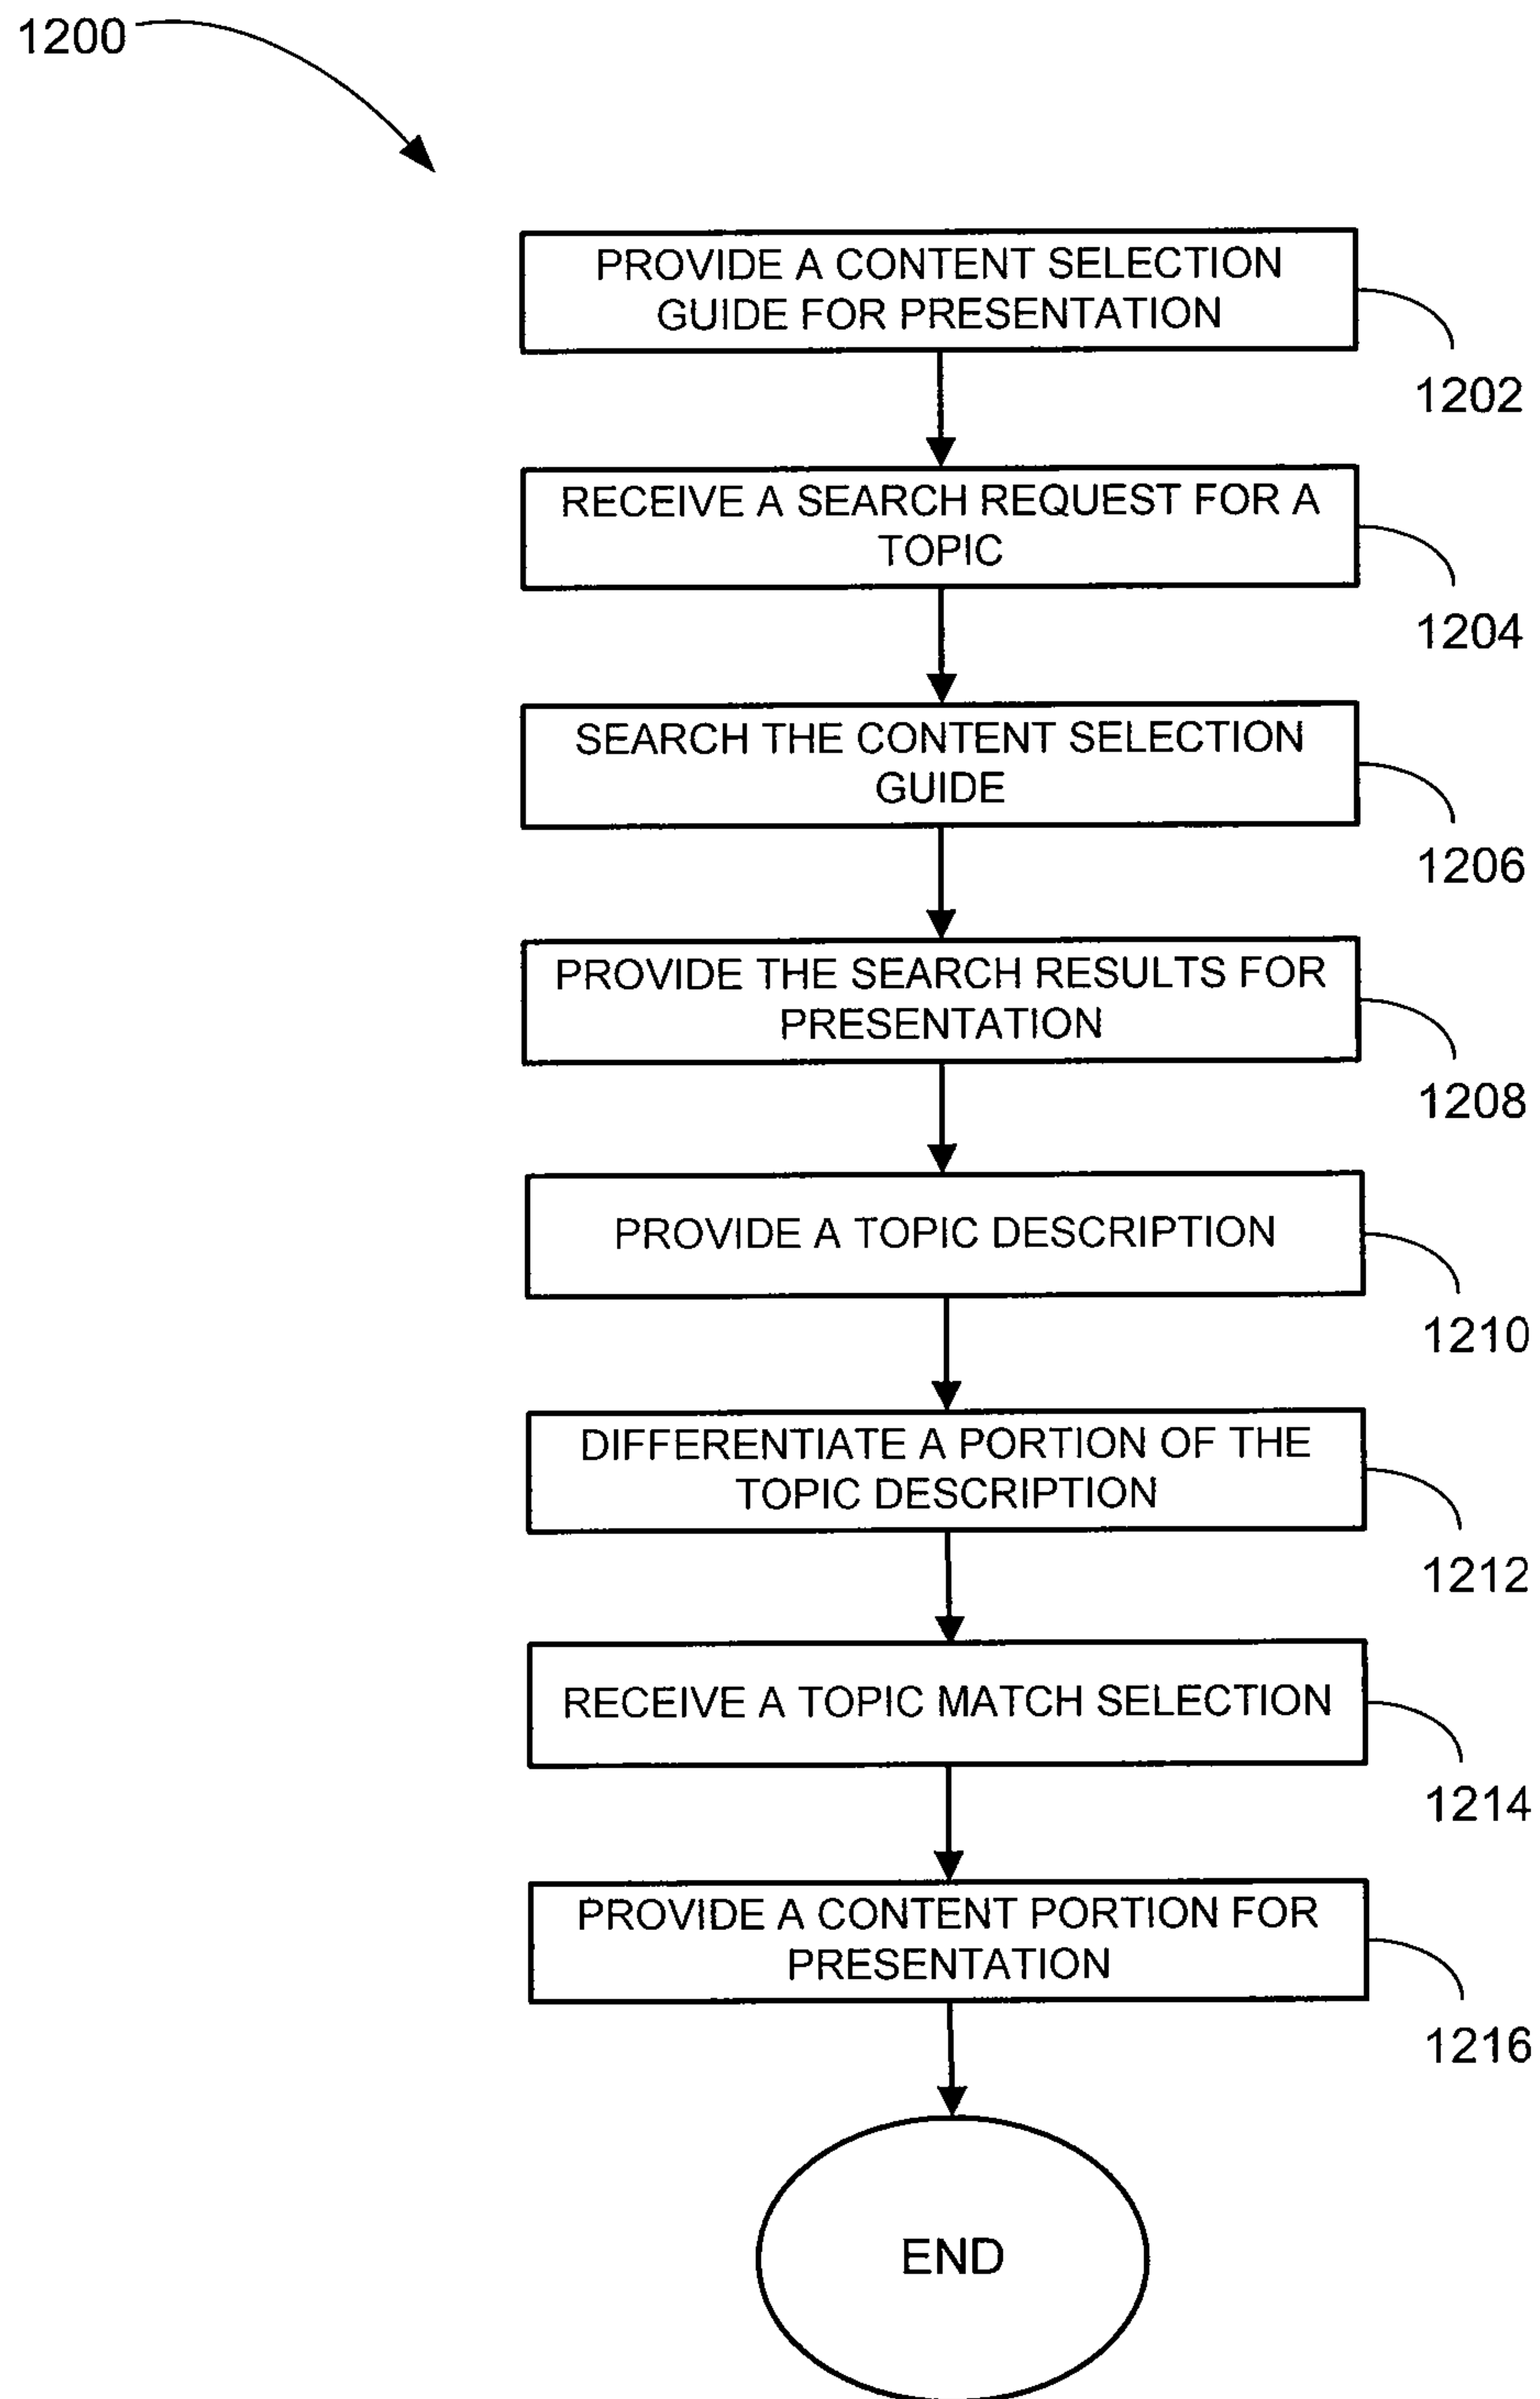 1200
PROVIDE A CONTENT SELECTION
GUIDE FOR PRESENTATION
1202
RECEIVE A SEARCH REQUEST FOR A
TOPIC
1204
SEARCH THE CONTENT SELECTION
GUIDE
1206
PROVIDE THE SEARCH RESULTS FOR
PRESENTATION
1208
PROVIDE A TOPIC DESCRIPTION
1210
DIFFERENTIATE A PORTION OF THE
TOPIC DESCRIPTION
1212
RECEIVE A TOPIC MATCH SELECTION
1214
PROVIDE A CONTENT PORTION FOR
PRESENTATION
1216
END